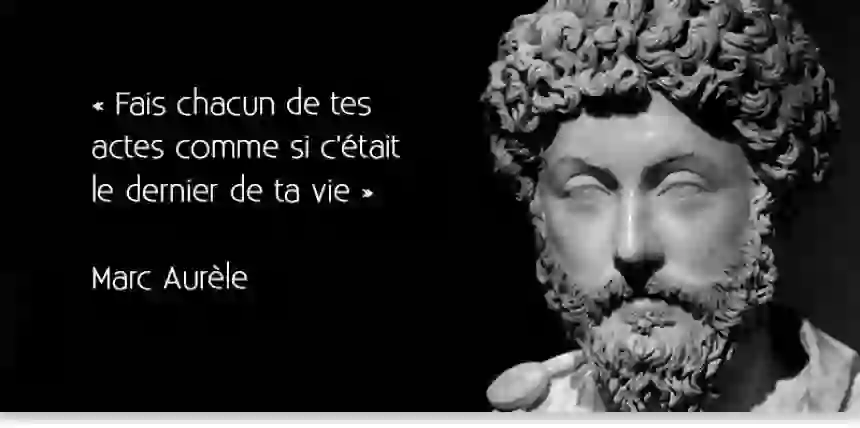 « Fais chacun de tes
actes comme si c'était
le dernier de ta vie »
Marc Aurèle